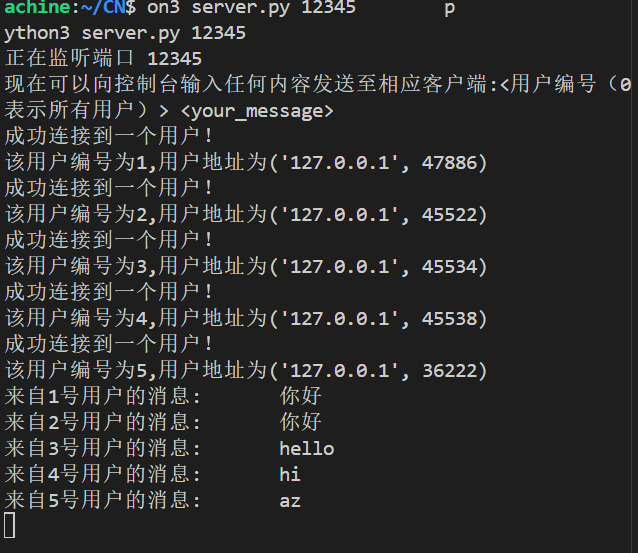 achine:~/CN$ on3 server.py 12345 p
ython3 server.py 12345
正在监听端口 12345
现在可以向控制台输入任何内容发送至相应客户端:<用户编号（0
表示所有用户）> <your_message>
成功连接到一个用户!
该用户编号为1,用户地址为('127.0.0.1', 47886)
成功连接到一个用户!
该用户编号为2,用户地址为('127.0.0.1', 45522)
成功连接到一个用户!
该用户编号为3,用户地址为('127.0.0.1', 45534)
成功连接到一个用户!
该用户编号为4,用户地址为('127.0.0.1', 45538)
成功连接到一个用户!
该用户编号为5,用户地址为('127.0.0.1', 36222)
来自1号用户的消息: 你好
来自2号用户的消息: 你好
来自3号用户的消息: hello
来自4号用户的消息: hi
来自5号用户的消息: az